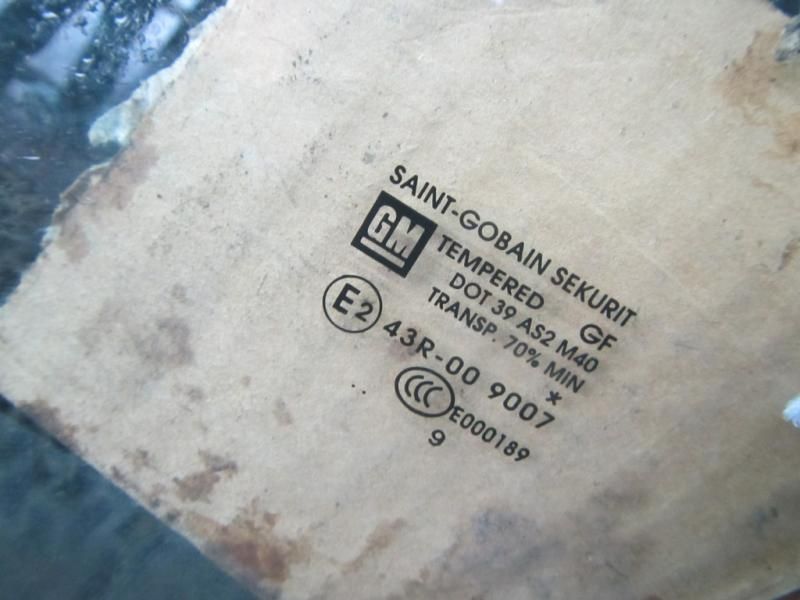 SAINT-GOBAIN SEKURIT
GM
TEMPERED GF
DOT 39 AS2 M40
TRANSP. 70% MIN
E2
43R-00 9007 *
CCC
E000189
9